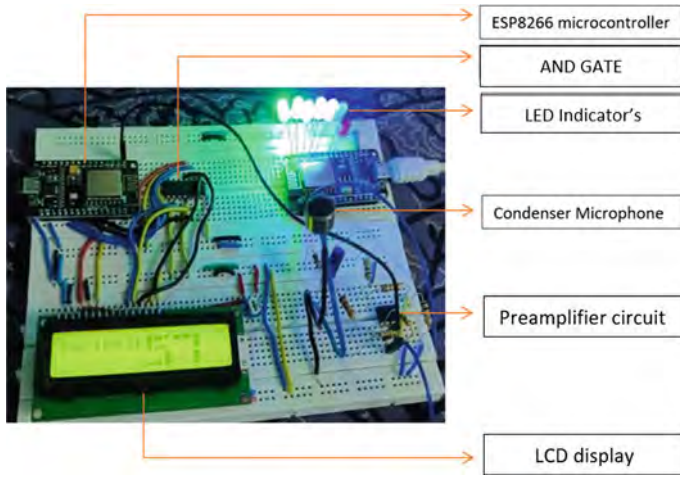 ESP8266 microcontroller
AND GATE
LED Indicator's
Condenser Microphone
Preamplifier circuit
LCD display